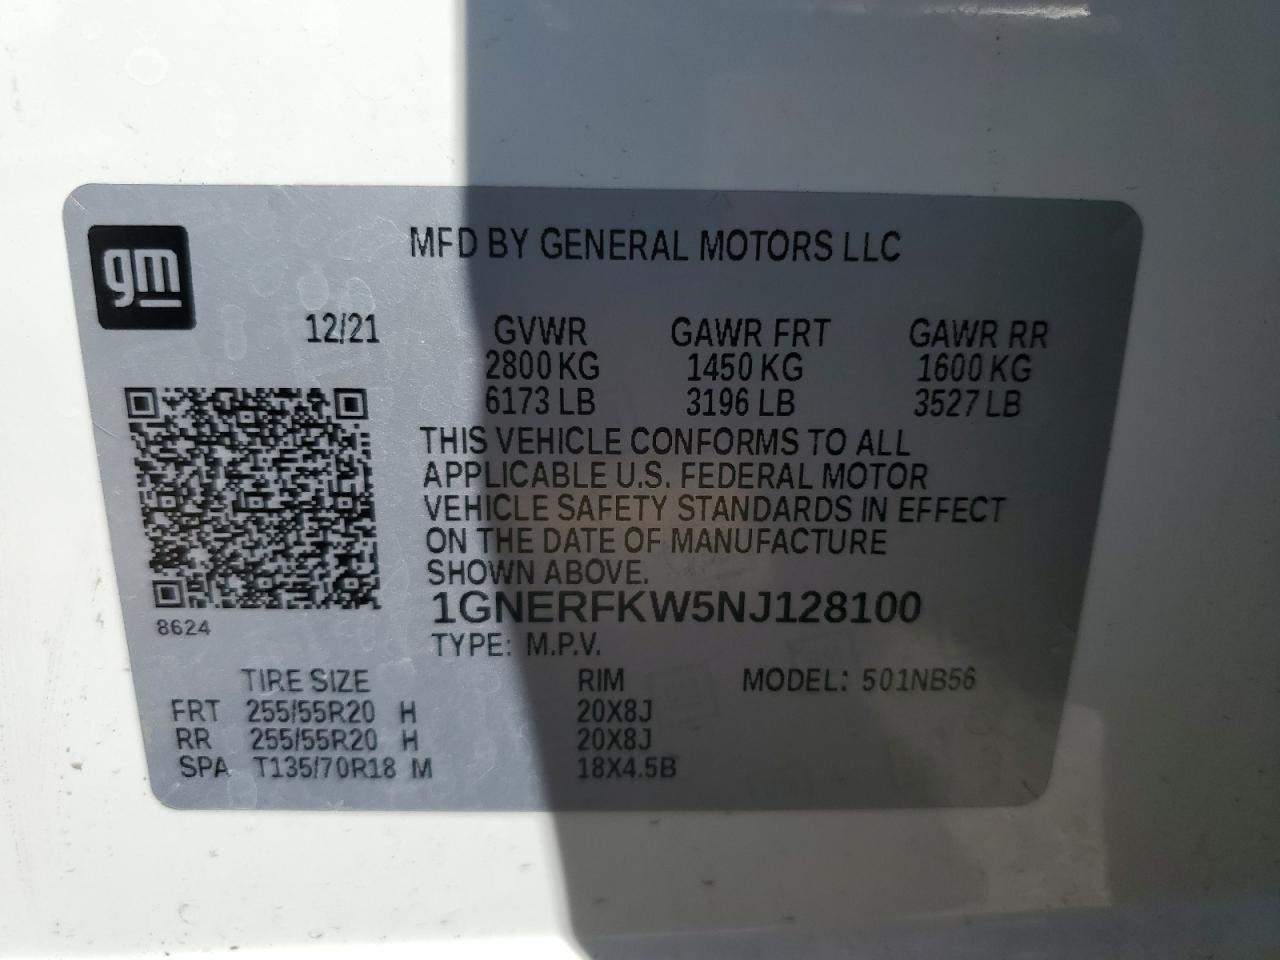 gm
MFD BY GENERAL MOTORS LLC
12/21 GVWR GAWR FRT GAWR RR
2800 KG 1450 KG 1600 KG
6173 LB 3196 LB 3527 LB
THIS VEHICLE CONFORMS TO ALL
APPLICABLE U.S. FEDERAL MOTOR
VEHICLE SAFETY STANDARDS IN EFFECT
ON THE DATE OF MANUFACTURE
SHOWN ABOVE.
1GNERFKW5NJ128100
8624
TYPE: M.P.V.
TIRE SIZE RIM MODEL: 501NB56
FRT 255/55R20 H 20X8J
RR 255/55R20 H 20X8J
SPA T135/70R18 M 18X4.5B